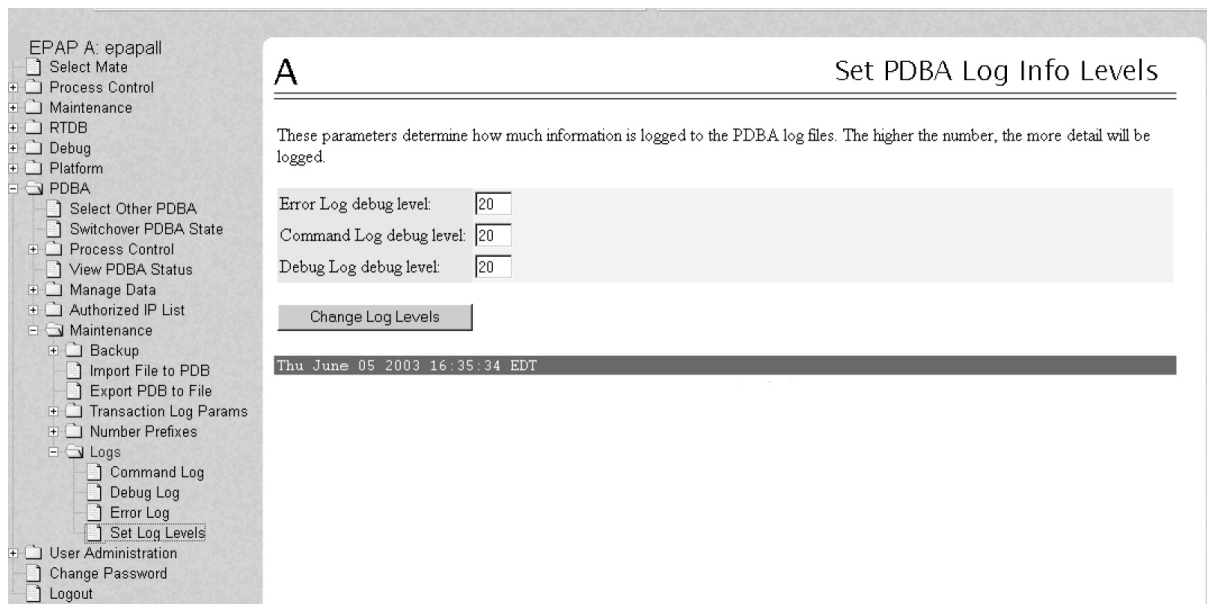 EPAP A: epapall
Select Mate
Process Control
Maintenance
RTDB
Debug
Platform
PDBA
Select Other PDBA
Switchover PDBA State
Process Control
View PDBA Status
Manage Data
Authorized IP List
Maintenance
Backup
Import File to PDB
Export PDB to File
Transaction Log Params
Number Prefixes
Logs
Command Log
Debug Log
Error Log
Set Log Levels
User Administration
Change Password
Logout
A
Set PDBA Log Info Levels
These parameters determine how much information is logged to the PDBA log files. The higher the number, the more detail will be
logged.
Error Log debug level: 20
Command Log debug level: 20
Debug Log debug level: 20
Change Log Levels
Thu June 05 2003 16:35:34 EDT